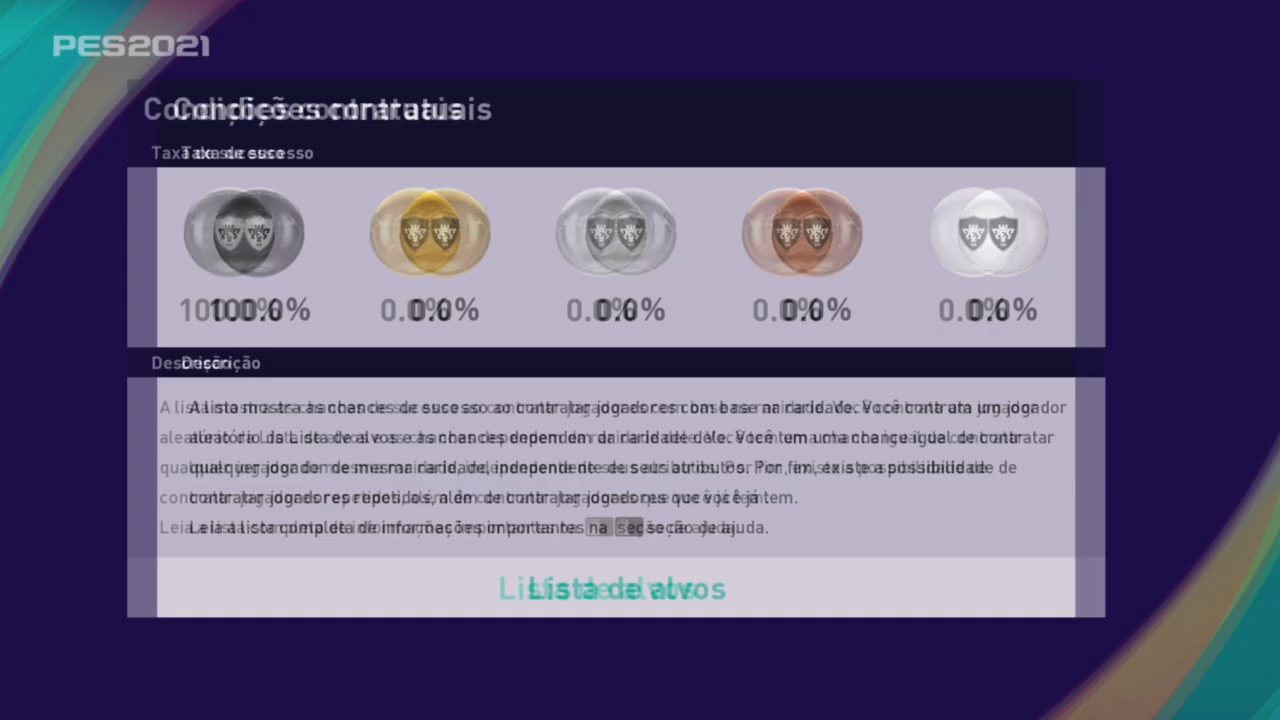 PES2021
Condições contratuais
Taxa de sucesso
100.0% 0.0% 0.0% 0.0% 0.0%
Descrição
A lista mostra as chances de sucesso ao contratar jogadores com base na raridade. Você contrata um jogador
aleatório da Lista de alvos e as chances dependem da raridade dele. Você tem uma chance igual de contratar
qualquer jogador de mesma raridade, independente de seus atributos. Por fim, existe a possibilidade de
contratar jogadores repetidos, além de contratar jogadores que você já tem.
Leia a lista completa de informações importantes na seção de ajuda.
Lista de alvos